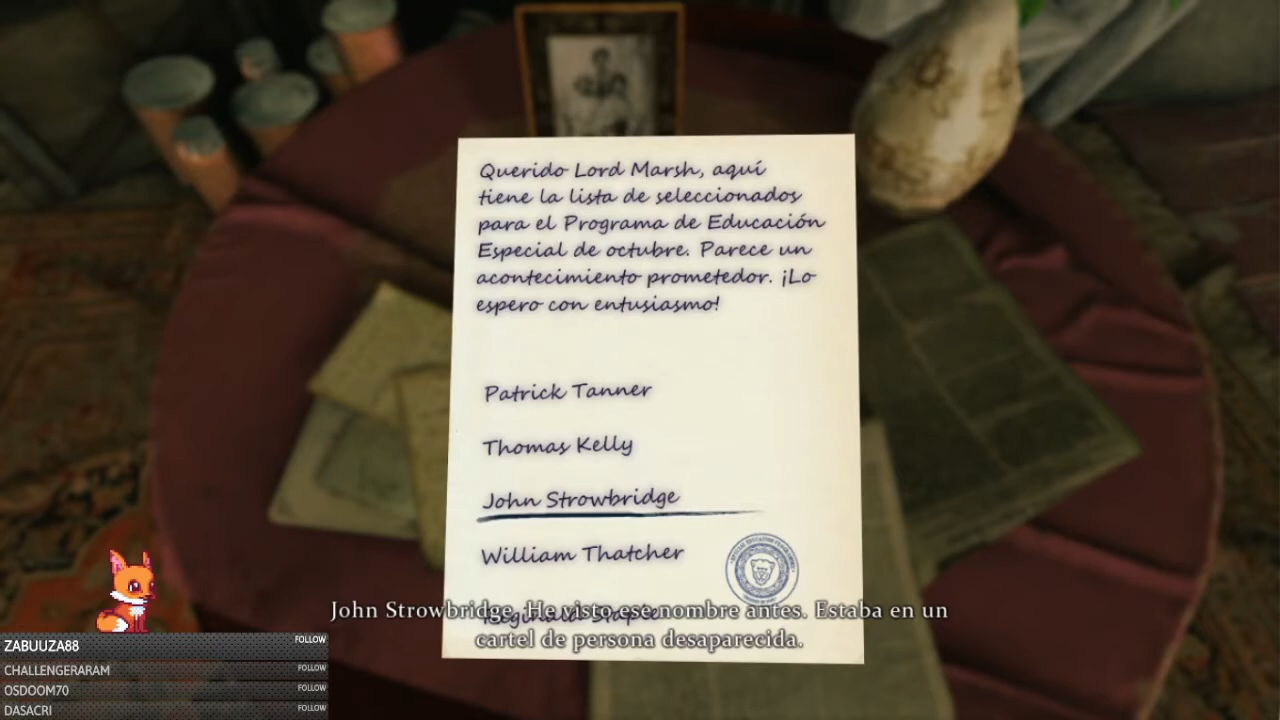 Querido Lord Marsh, aquí
tiene la lista de seleccionados
para el Programa de Educación
Especial de octubre. Parece un
acontecimiento prometedor. ¡Lo
espero con entusiasmo!
Patrick Tanner
Thomas Kelly
John Strowbridge
William Thatcher
John Strowbridge. He visto ese nombre antes. Estaba en un
cartel de persona desaparecida.
ZABUUZA88 FOLLOW
CHALLENGERARAM FOLLOW
OSDOOM70 FOLLOW
DASACRI FOLLOW